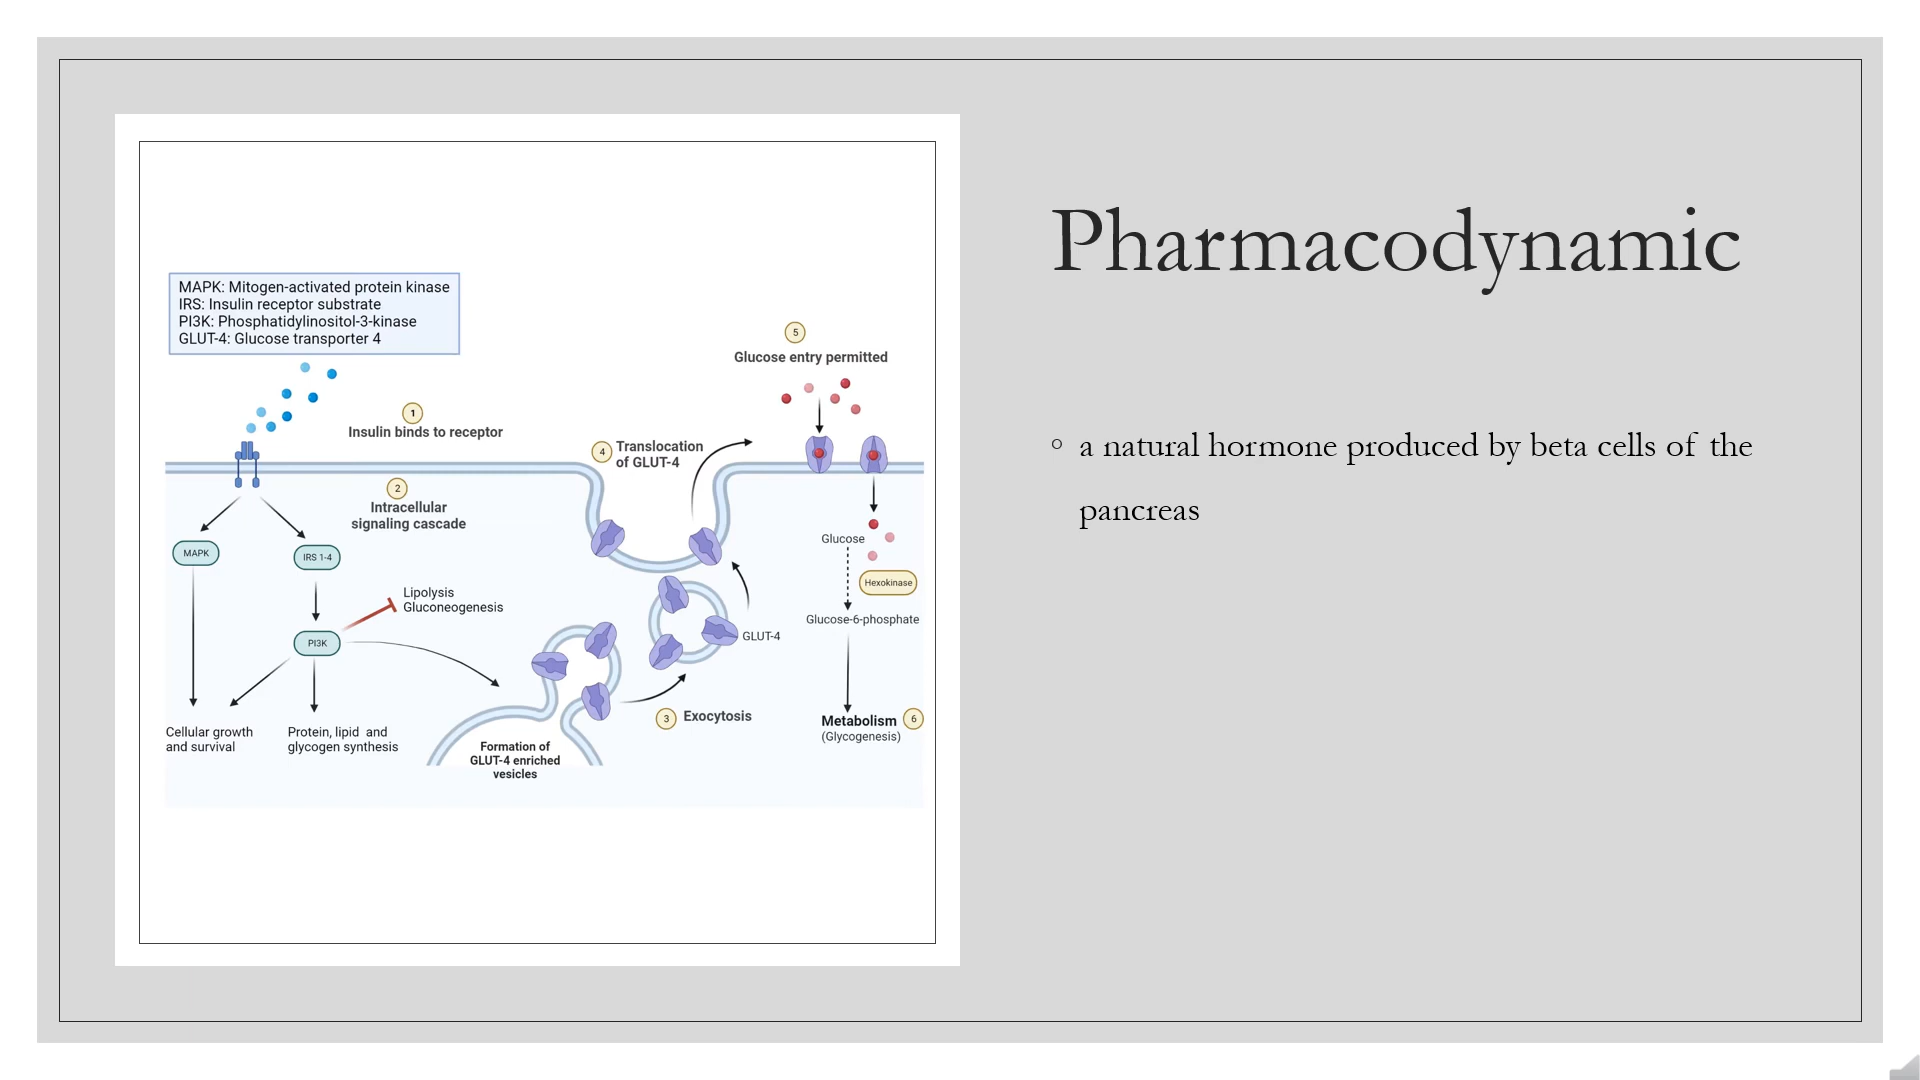 MAPK: Mitogen-activated protein kinase
IRS: Insulin receptor substrate
PI3K: Phosphatidylinositol-3-kinase
GLUT-4: Glucose transporter 4
1
Insulin binds to receptor
2
Intracellular
signaling cascade
MAPK
IRS 1-4
Lipolysis
Gluconeogenesis
PI3K
Cellular growth
and survival
Protein, lipid and
glycogen synthesis
Formation of
GLUT-4 enriched
vesicles
3 Exocytosis
GLUT-4
4 Translocation
of GLUT-4
5
Glucose entry permitted
Glucose
Hexokinase
Glucose-6-phosphate
Metabolism 6
(Glycogenesis)
Pharmacodynamic
◦ a natural hormone produced by beta cells of the
pancreas